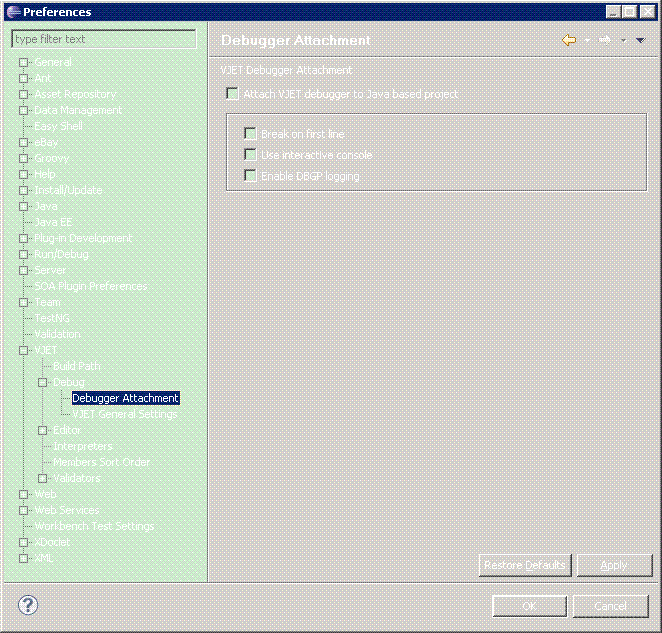 Preferences
type filter text
General
Ant
Asset Repository
Data Management
Easy Shell
eBay
Groovy
Help
Install/Update
Java
Java EE
Plug-in Development
Run/Debug
Server
SOA Plugin Preferences
Team
TestNG
Validation
VJET
Build Path
Debug
Debugger Attachment
VJET General Settings
Editor
Interpreters
Members Sort Order
Validators
Web
Web Services
Workbench Test Settings
XDoclet
XML
Debugger Attachment
VJET Debugger Attachment
Attach VJET debugger to Java based project
Break on first line
Use interactive console
Enable DBGP logging
Restore Defaults
Apply
?
OK
Cancel